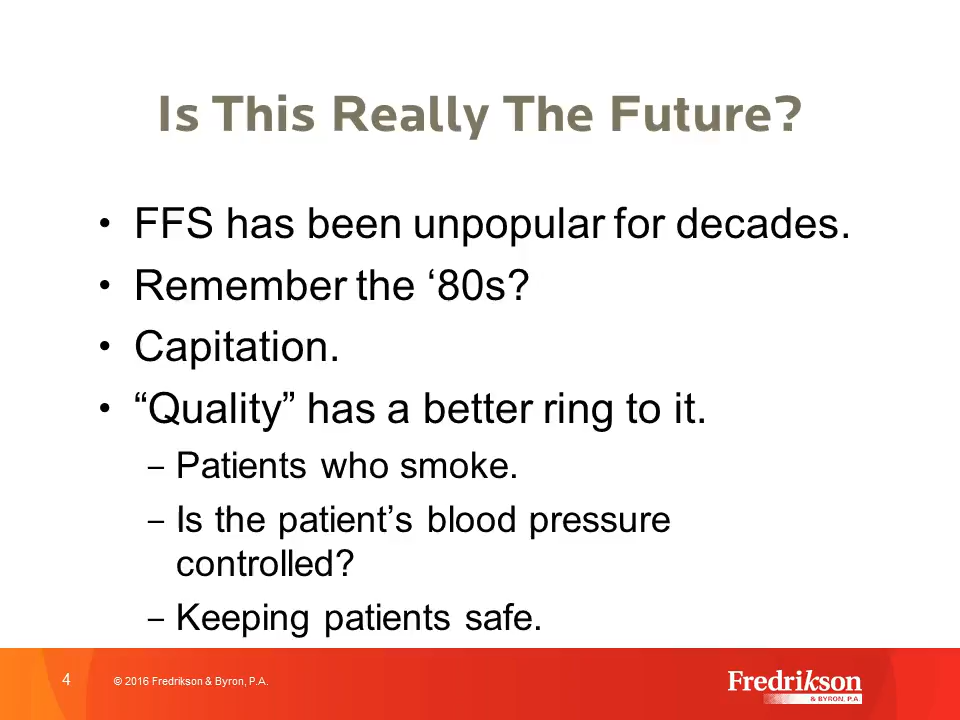 Is This Really The Future?
• FFS has been unpopular for decades.
• Remember the ‘80s?
• Capitation.
• “Quality” has a better ring to it.
– Patients who smoke.
– Is the patient’s blood pressure
controlled?
– Keeping patients safe.
4
© 2016 Fredrikson & Byron, P.A.
Fredrikson
& BYRON, P.A.